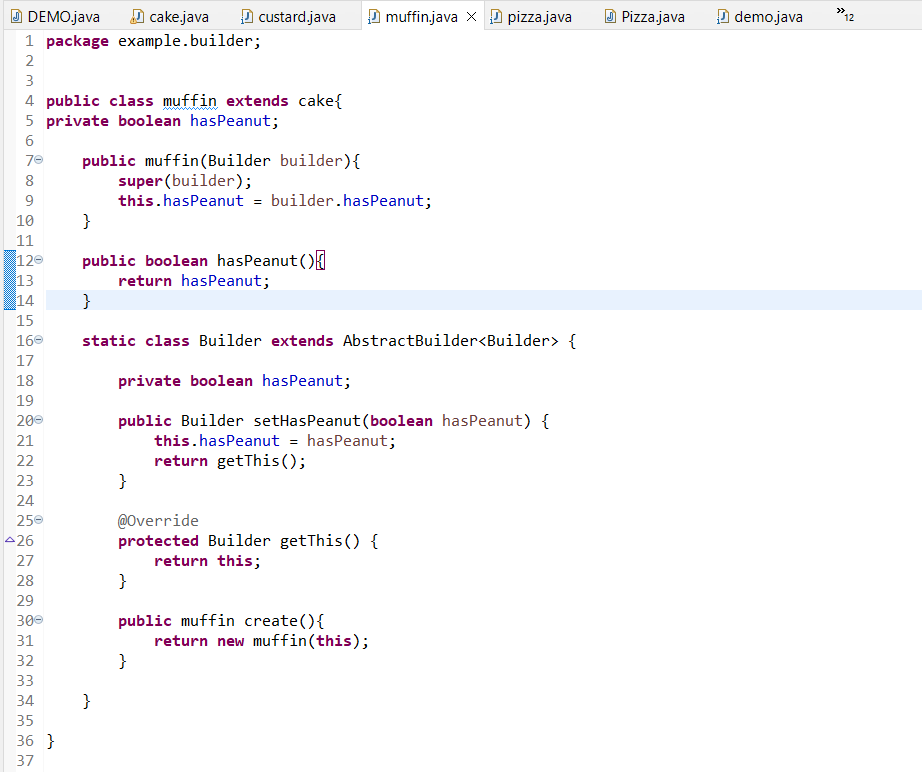 DEMO.java cake.java custard.java muffin.java pizza.java Pizza.java demo.java »12
1 package example.builder;
2
3
4 public class muffin extends cake{
5 private boolean hasPeanut;
6
7     public muffin(Builder builder){
8         super(builder);
9         this.hasPeanut = builder.hasPeanut;
10     }
11
12     public boolean hasPeanut(){
13         return hasPeanut;
14     }
15
16     static class Builder extends AbstractBuilder<Builder> {
17
18         private boolean hasPeanut;
19
20         public Builder setHasPeanut(boolean hasPeanut) {
21             this.hasPeanut = hasPeanut;
22             return getThis();
23         }
24
25         @Override
26         protected Builder getThis() {
27             return this;
28         }
29
30         public muffin create(){
31             return new muffin(this);
32         }
33
34     }
35
36 }
37